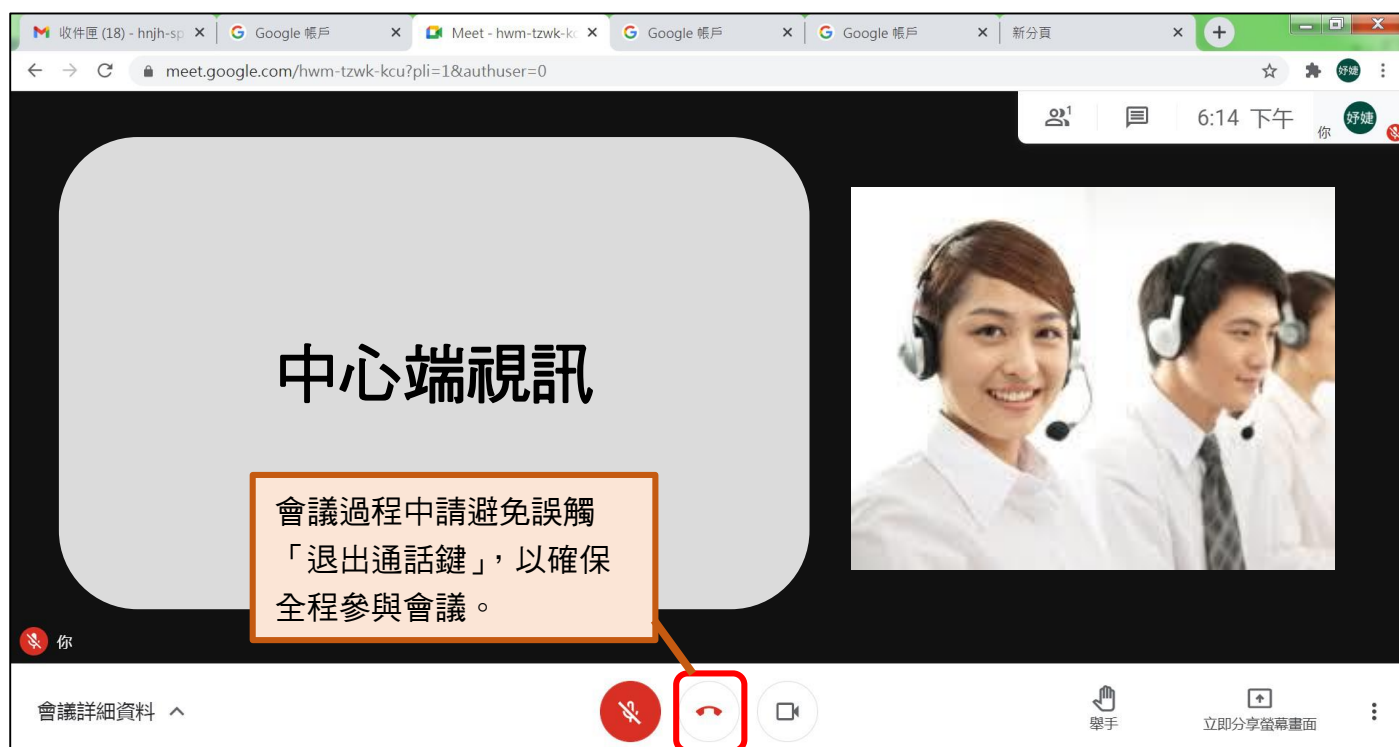 收件匣 (18) - hnjh-sp
Google 帳戶
Meet - hwm-tzwk-kc
Google 帳戶
Google 帳戶
新分頁
meet.google.com/hwm-tzwk-kcu?pli=1&authuser=0
妤婕
1
6:14 下午
你
妤婕
中心端視訊
會議過程中請避免誤觸
「退出通話鍵」，以確保
全程參與會議。
你
會議詳細資料
舉手
立即分享螢幕畫面